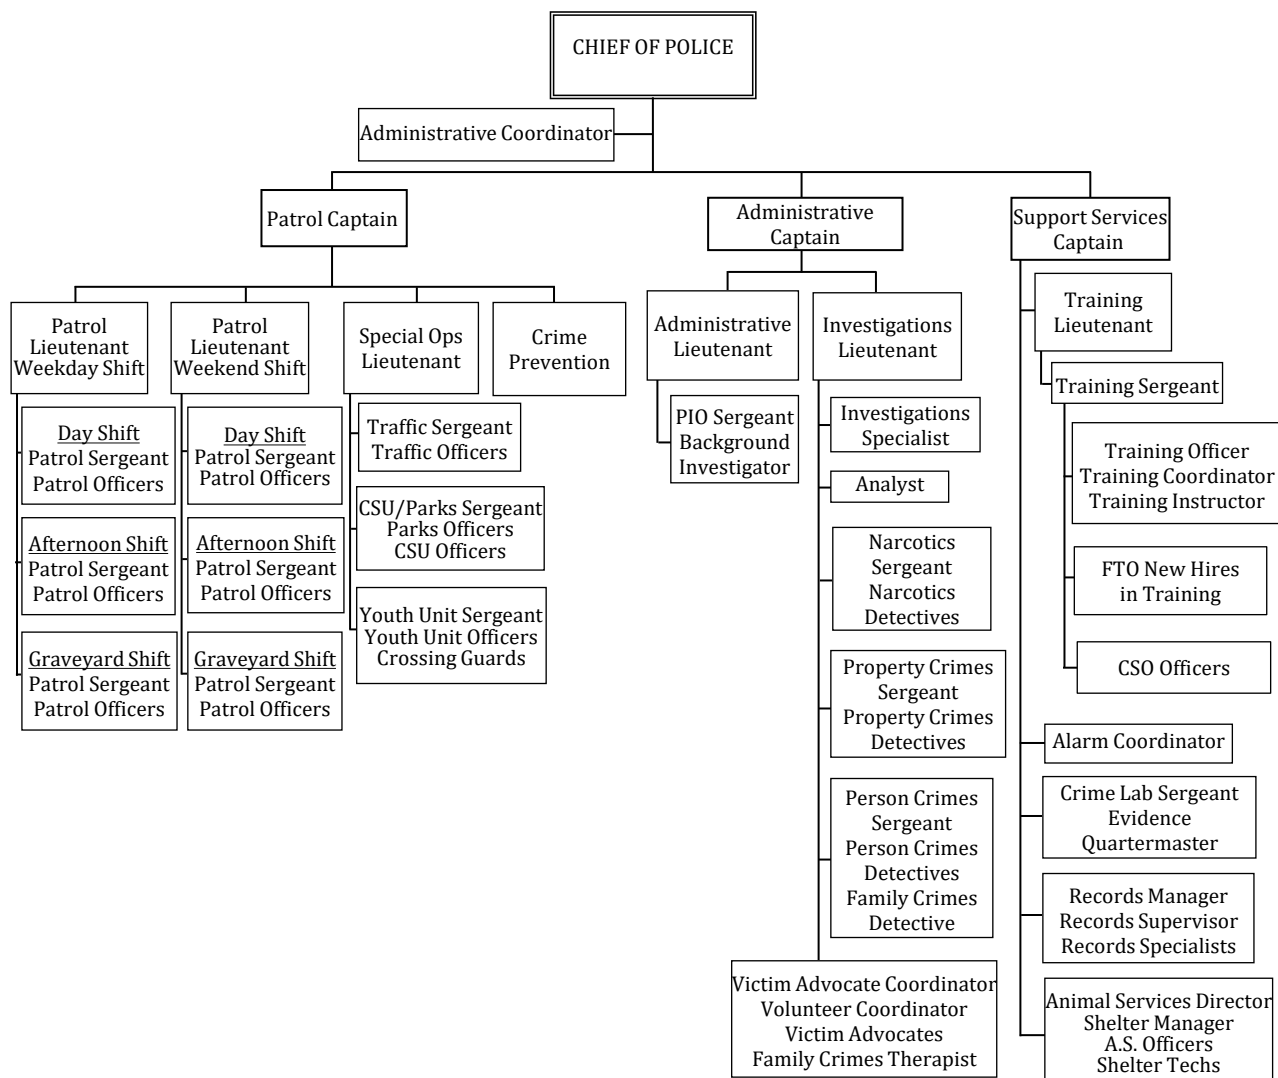 CHIEF OF POLICE
Administrative Coordinator
Patrol Captain
Administrative
Captain
Support Services
Captain
Patrol
Lieutenant
Weekday Shift
Patrol
Lieutenant
Weekend Shift
Special Ops
Lieutenant
Crime
Prevention
Administrative
Lieutenant
Investigations
Lieutenant
Training
Lieutenant
Training Sergeant
Day Shift
Patrol Sergeant
Patrol Officers
Afternoon Shift
Patrol Sergeant
Patrol Officers
Graveyard Shift
Patrol Sergeant
Patrol Officers
Day Shift
Patrol Sergeant
Patrol Officers
Afternoon Shift
Patrol Sergeant
Patrol Officers
Graveyard Shift
Patrol Sergeant
Patrol Officers
Traffic Sergeant
Traffic Officers
CSU/Parks Sergeant
Parks Officers
CSU Officers
Youth Unit Sergeant
Youth Unit Officers
Crossing Guards
PIO Sergeant
Background
Investigator
Investigations
Specialist
Analyst
Narcotics
Sergeant
Narcotics
Detectives
Property Crimes
Sergeant
Property Crimes
Detectives
Person Crimes
Sergeant
Person Crimes
Detectives
Family Crimes
Detective
Victim Advocate Coordinator
Volunteer Coordinator
Victim Advocates
Family Crimes Therapist
Training Officer
Training Coordinator
Training Instructor
FTO New Hires
in Training
CSO Officers
Alarm Coordinator
Crime Lab Sergeant
Evidence
Quartermaster
Records Manager
Records Supervisor
Records Specialists
Animal Services Director
Shelter Manager
A.S. Officers
Shelter Techs